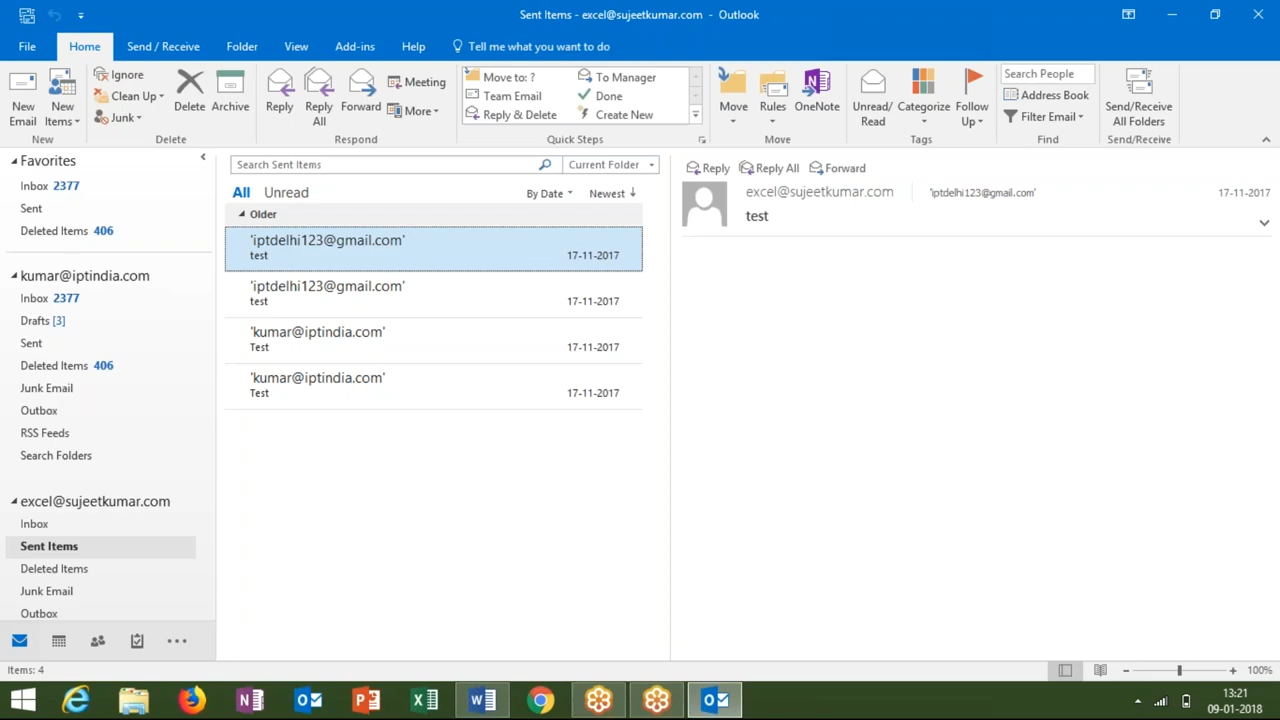 Sent Items - excel@sujeetkumar.com - Outlook
File Home Send / Receive Folder View Add-ins Help Tell me what you want to do
New Email
New Items
New
Ignore
Clean Up
Junk
Delete
Archive
Delete
Reply
Reply All
Forward
Meeting
More
Respond
Move to: ?
Team Email
Reply & Delete
To Manager
Done
Create New
Quick Steps
Move
Rules
OneNote
Move
Unread/ Read
Categorize
Follow Up
Tags
Search People
Address Book
Filter Email
Find
Send/Receive All Folders
Send/Receive
Favorites
Inbox 2377
Sent
Deleted Items 406
kumar@iptindia.com
Inbox 2377
Drafts [3]
Sent
Deleted Items 406
Junk Email
Outbox
RSS Feeds
Search Folders
excel@sujeetkumar.com
Inbox
Sent Items
Deleted Items
Junk Email
Outbox
Search Sent Items Current Folder
All Unread By Date Newest
Older
'iptdelhi123@gmail.com'
test 17-11-2017
'iptdelhi123@gmail.com'
test 17-11-2017
'kumar@iptindia.com'
Test 17-11-2017
'kumar@iptindia.com'
Test 17-11-2017
Reply Reply All Forward
excel@sujeetkumar.com 'iptdelhi123@gmail.com' 17-11-2017
test
Items: 4 100%
13:21
09-01-2018